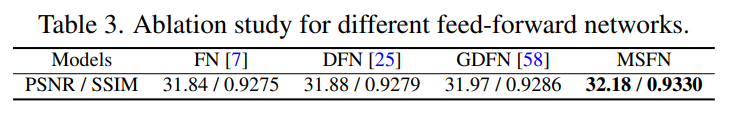 Table 3. Ablation study for different feed-forward networks.
Models FN [7] DFN [25] GDFN [58] MSFN
PSNR / SSIM 31.84 / 0.9275 31.88 / 0.9279 31.97 / 0.9286 32.18 / 0.9330